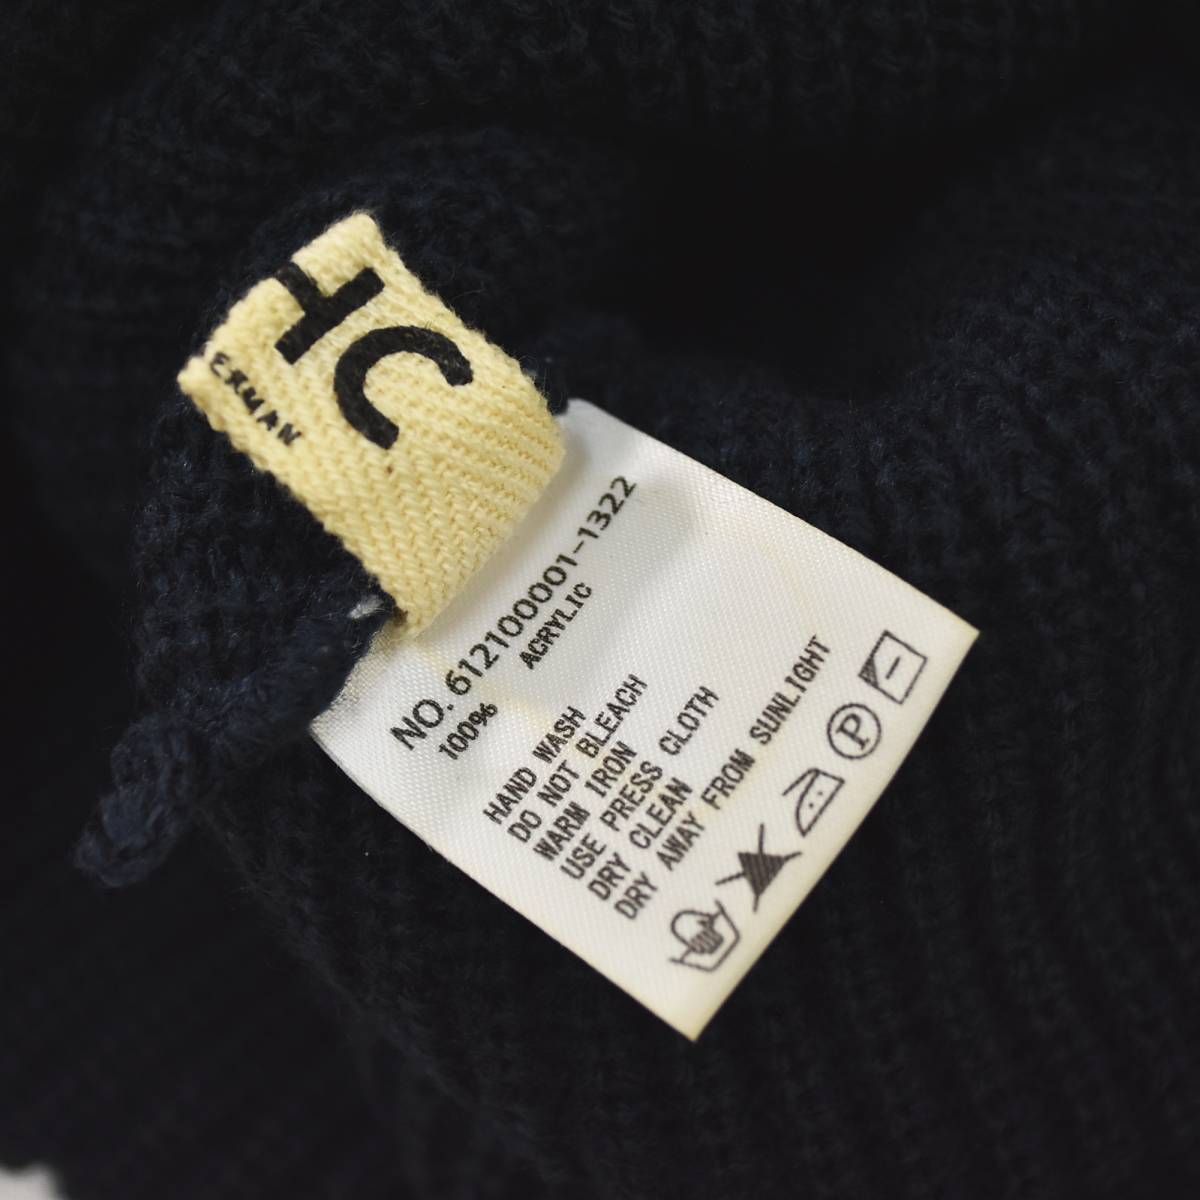 HC
ERMAN
NO. 612100001-1322
100% ACRYLIC
HAND WASH
DO NOT BLEACH
WARM IRON
USE PRESS CLOTH
DRY CLEAN
DRY AWAY FROM SUNLIGHT
P